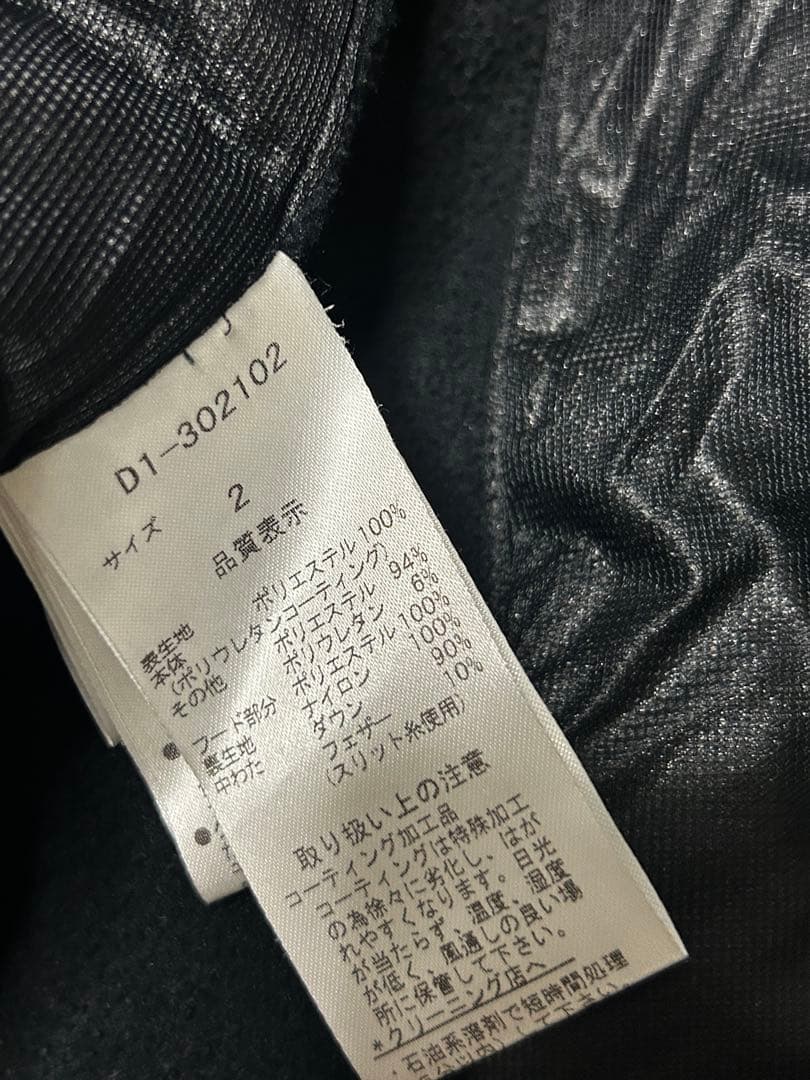 D1-302102
サイズ 2
品質表示
表生地
本体 ポリエステル 100%
(ポリウレタンコーティング)
その他 ポリエステル 94%
ポリウレタン 6%
フード部分 ポリエステル 100%
表生地 ナイロン 100%
中わた ダウン 90%
フェザー 10%
(スリット糸使用)
取り扱い上の注意
コーティング加工品
コーティングは特殊加工
の為徐々に劣化し、はが
れやすくなります。日光
が当たらず、温度、湿度
が低く、風通しの良い場
所に保管して下さい。
*クリーニング店へ
・石油系溶剤で短時間処理